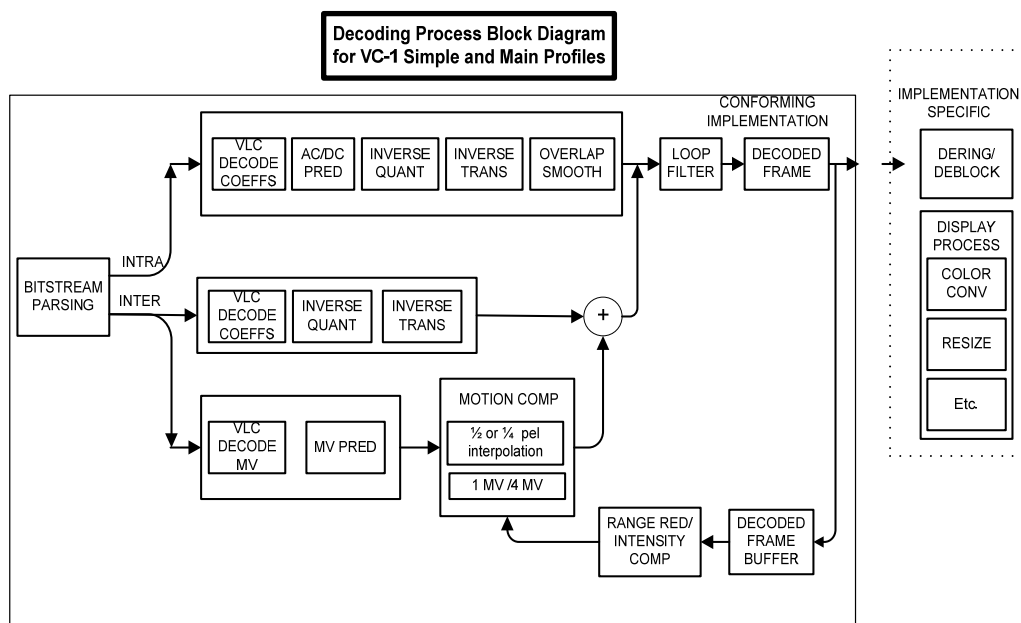 Decoding Process Block Diagram
for VC-1 Simple and Main Profiles
CONFORMING
IMPLEMENTATION
IMPLEMENTATION
SPECIFIC
VLC
DECODE
COEFFS
AC/DC
PRED
INVERSE
QUANT
INVERSE
TRANS
OVERLAP
SMOOTH
LOOP
FILTER
DECODED
FRAME
DERING/
DEBLOCK
DISPLAY
PROCESS
COLOR
CONV
RESIZE
Etc.
BITSTREAM
PARSING
INTRA
INTER
VLC
DECODE
COEFFS
INVERSE
QUANT
INVERSE
TRANS
+
VLC
DECODE
MV
MV PRED
MOTION COMP
½ or ¼ pel
interpolation
1 MV /4 MV
RANGE RED/
INTENSITY
COMP
DECODED
FRAME
BUFFER